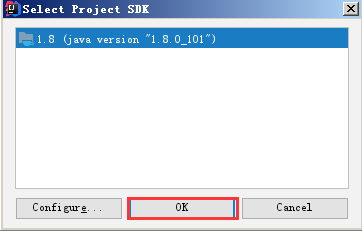 Select Project SDK
1.8 (java version "1.8.0_101")
Configure...
OK
Cancel